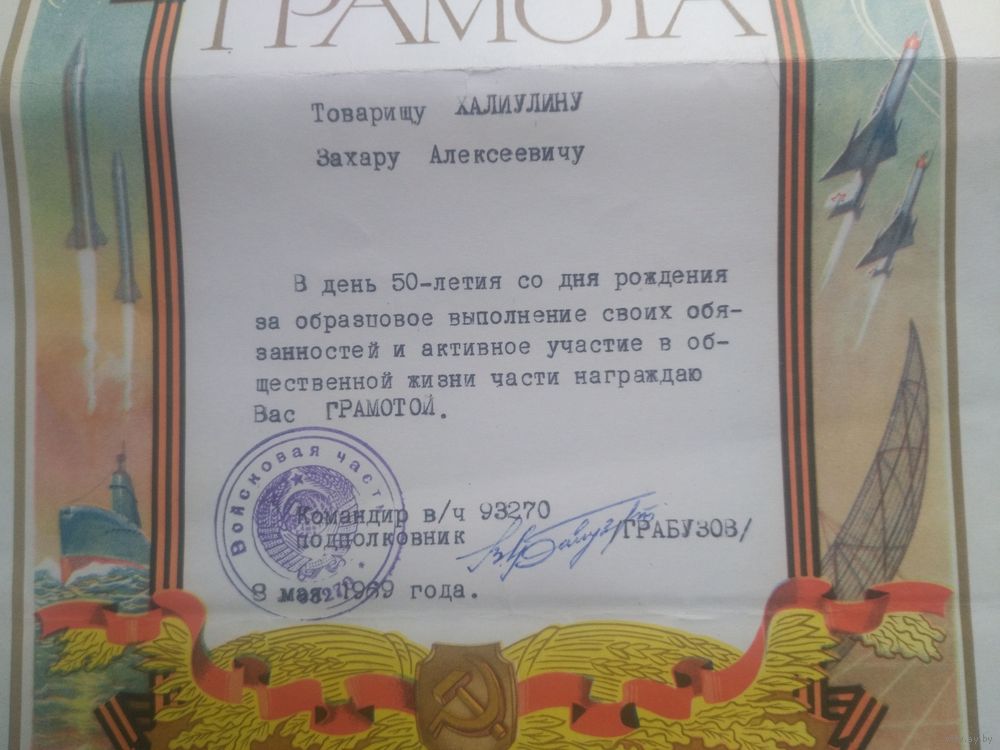 ГРАМОТА
Товарищу ХАЛИУЛИНУ
Захару Алексеевичу
В день 50-летия со дня рождения
за образцовое выполнение своих обя-
занностей и активное участие в об-
щественной жизни части награждаю
Вас ГРАМОТОЙ.
Войсковая часть
Командир в/ч 93270
подполковник /ГРАБУЗОВ/
8 мая 1969 года.